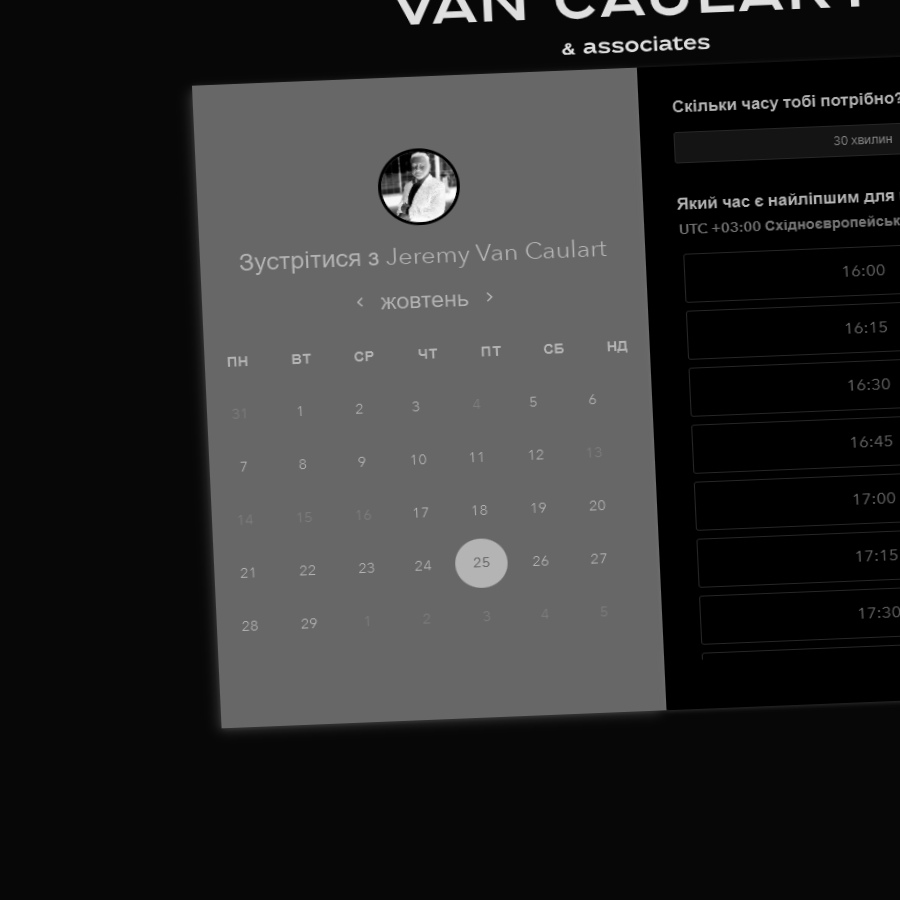 VAN CAULART
& associates
Зустрітися з Jeremy Van Caulart
‹ жовтень ›
ПН ВТ СР ЧТ ПТ СБ НД
31 1 2 3 4 5 6
7 8 9 10 11 12 13
14 15 16 17 18 19 20
21 22 23 24 25 26 27
28 29 1 2 3 4 5
Скільки часу тобі потрібно?
30 хвилин
Який час є найліпшим для
UTC +03:00
16:00
16:15
16:30
16:45
17:00
17:15
17:30